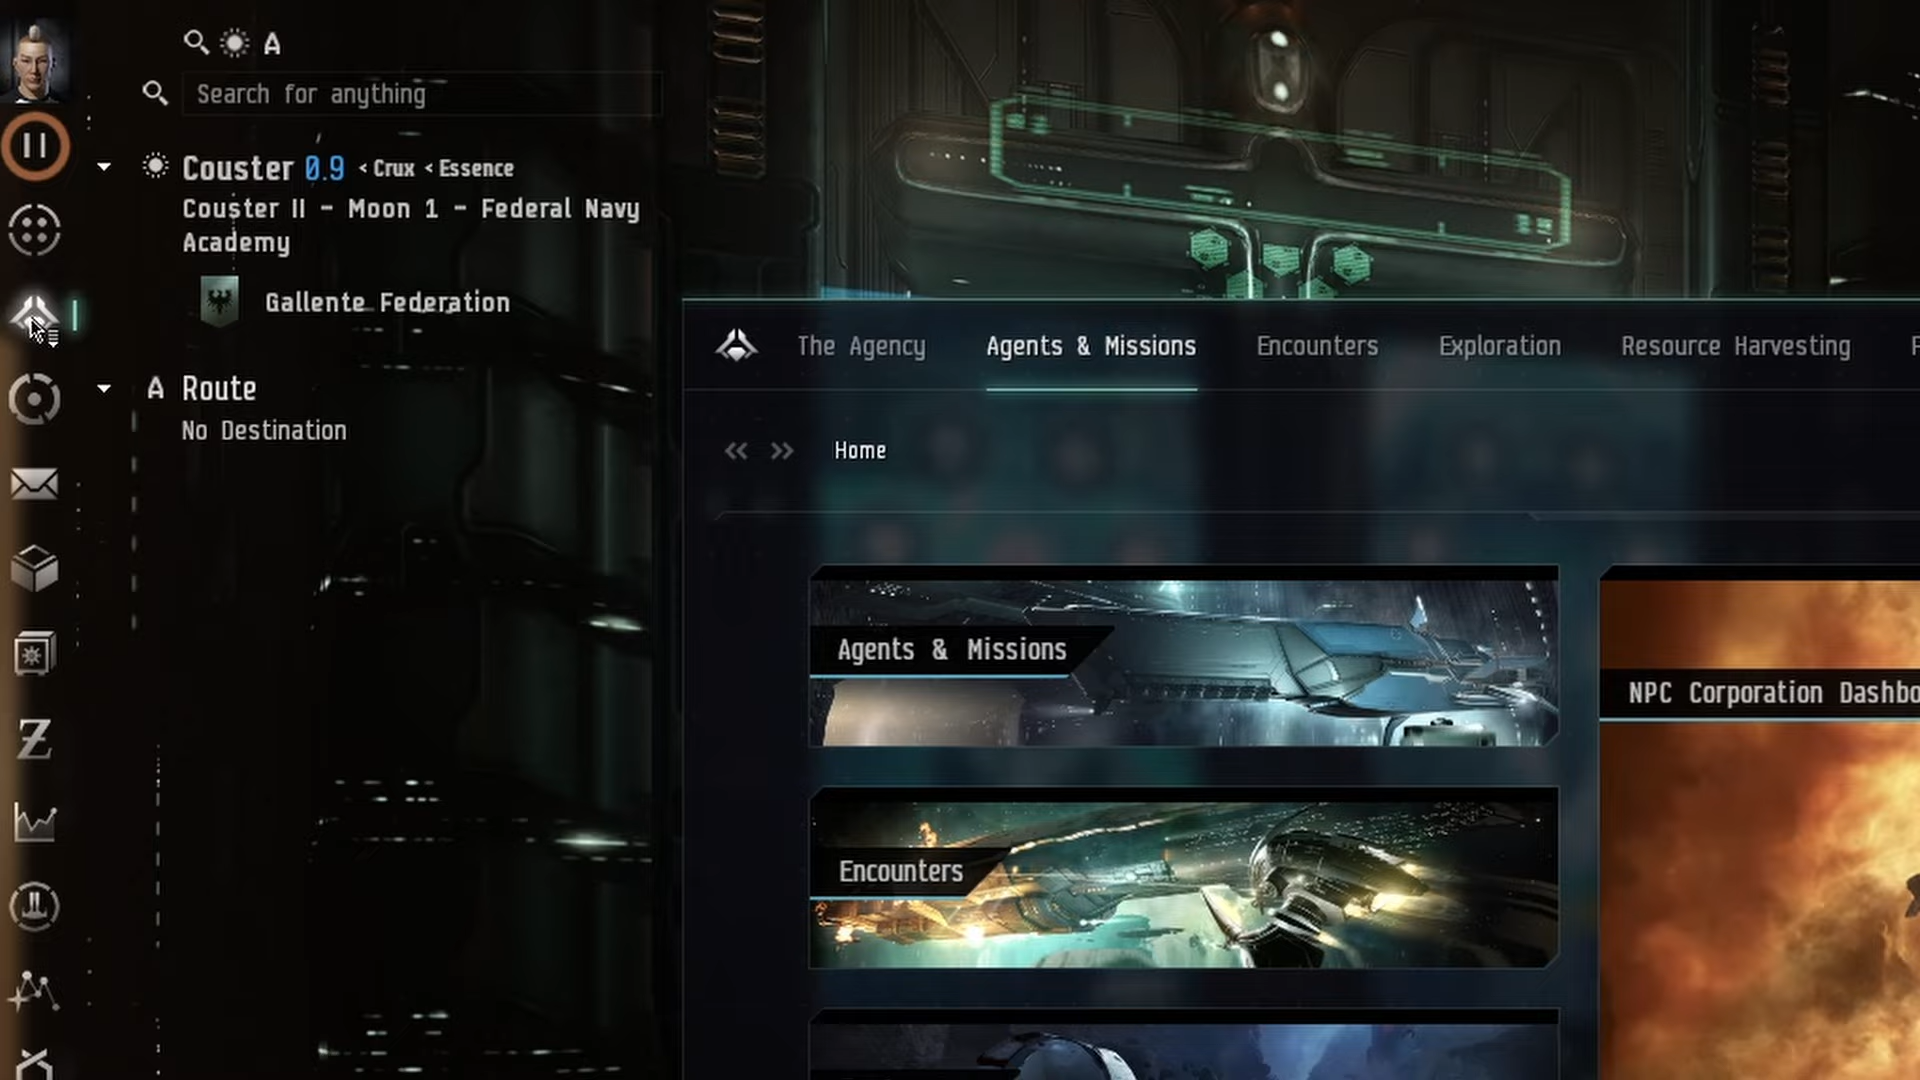 Search for anything
Couster 0.9 < Crux < Essence
Couster II - Moon 1 - Federal Navy
Academy
Gallente Federation
A Route
No Destination
The Agency Agents & Missions Encounters Exploration Resource Harvesting
Home
Agents & Missions
NPC Corporation Dashbo
Encounters